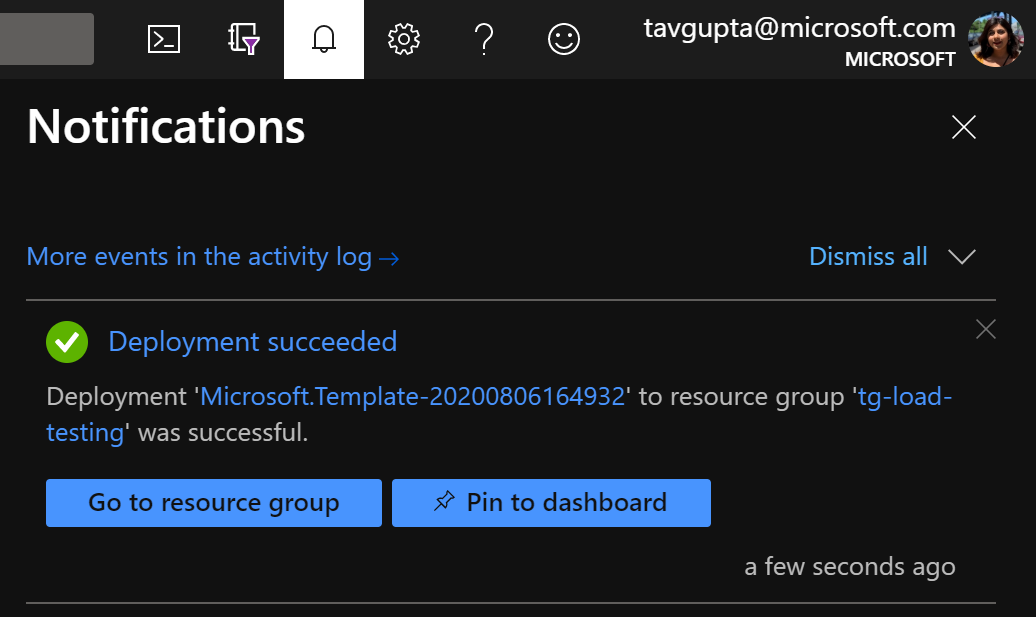 tavgupta@microsoft.com
MICROSOFT
Notifications
More events in the activity log →
Dismiss all
Deployment succeeded
Deployment 'Microsoft.Template-20200806164932' to resource group 'tg-load-
testing' was successful.
Go to resource group
Pin to dashboard
a few seconds ago